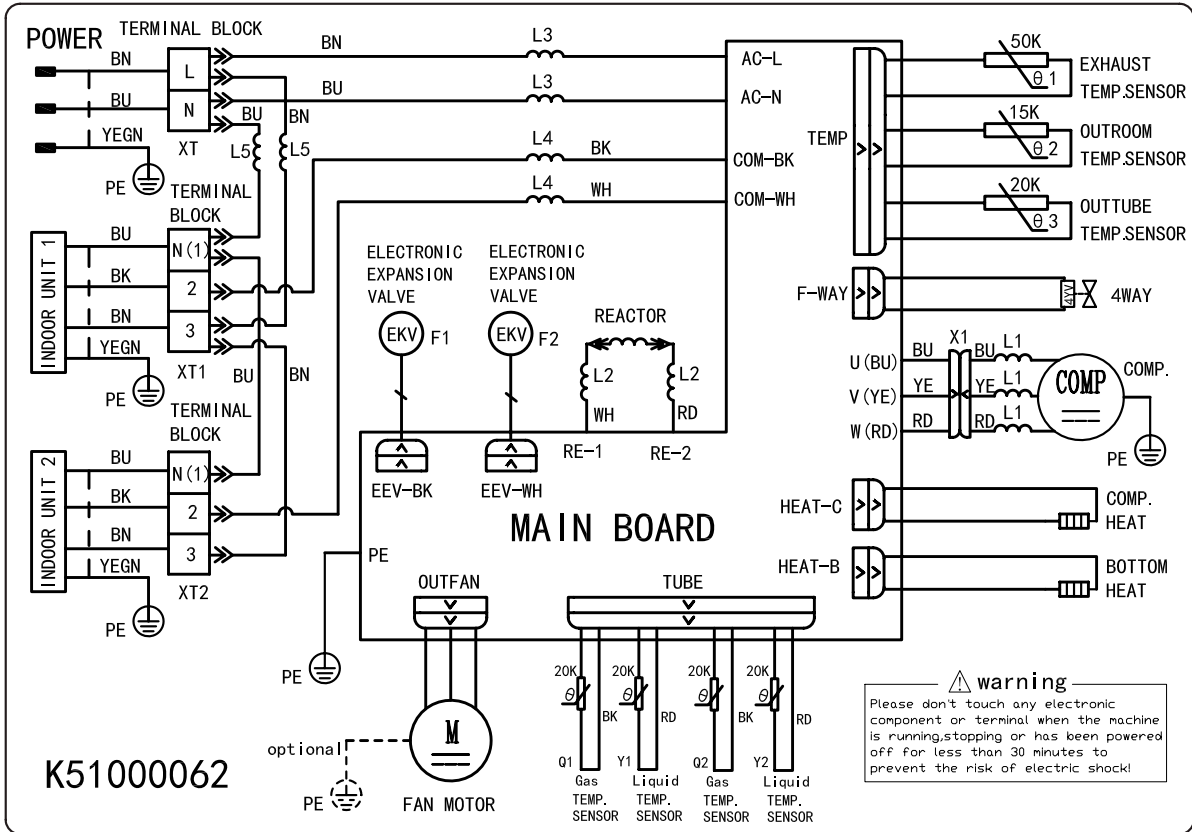 POWER
TERMINAL BLOCK
BN
BU
YEGN
L
N
XT
PE
BN
L3
BU
L3
BU
BN
L5
L5
L4
BK
L4
WH
AC-L
AC-N
COM-BK
COM-WH
TERMINAL
BLOCK
INDOOR UNIT 1
BU
BK
BN
YEGN
N(1)
2
3
XT1
PE
BU
BN
TERMINAL
BLOCK
INDOOR UNIT 2
BU
BK
BN
YEGN
N(1)
2
3
XT2
PE
ELECTRONIC
EXPANSION
VALVE
EKV
F1
EEV-BK
ELECTRONIC
EXPANSION
VALVE
EKV
F2
EEV-WH
REACTOR
L2
L2
WH
RD
RE-1
RE-2
MAIN BOARD
PE
PE
TEMP
50K
θ1
EXHAUST
TEMP.SENSOR
15K
θ2
OUTROOM
TEMP.SENSOR
20K
θ3
OUTTUBE
TEMP.SENSOR
F-WAY
4YV
4WAY
U(BU)
V(YE)
W(RD)
BU
YE
RD
X1
BU
YE
RD
L1
L1
L1
COMP
COMP.
PE
HEAT-C
COMP.
HEAT
HEAT-B
BOTTOM
HEAT
OUTFAN
M
optional
PE
FAN MOTOR
TUBE
20K
θ
BK
Q1
Gas
TEMP.
SENSOR
20K
θ
RD
Y1
Liquid
TEMP.
SENSOR
20K
θ
BK
Q2
Gas
TEMP.
SENSOR
20K
θ
RD
Y2
Liquid
TEMP.
SENSOR
K51000062
warning
Please don't touch any electronic
component or terminal when the machine
is running,stopping or has been powered
off for less than 30 minutes to
prevent the risk of electric shock!